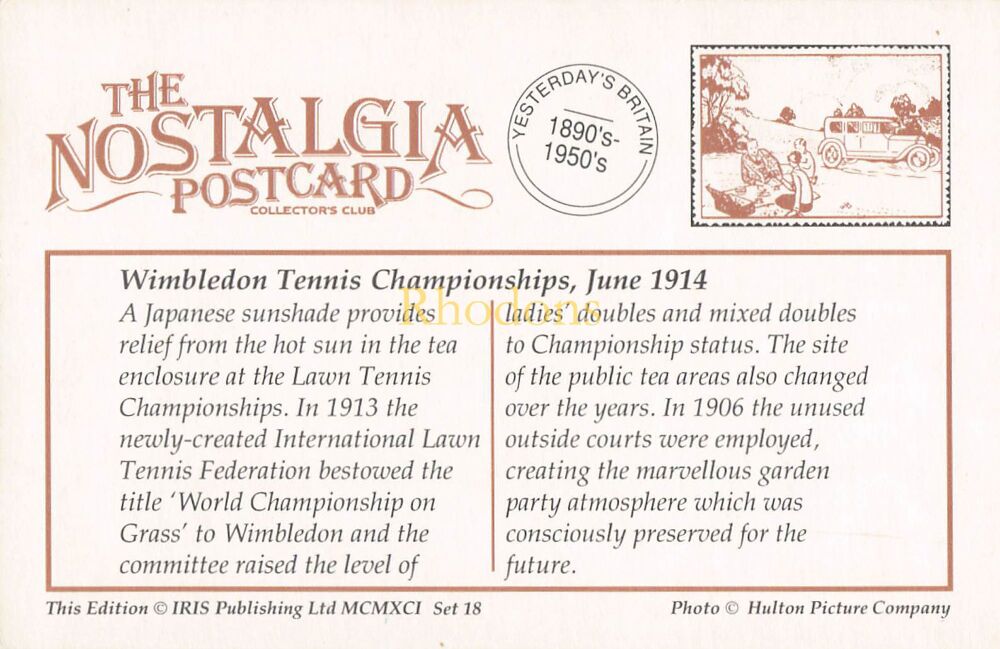 THE
NOSTALGIA
POSTCARD
COLLECTOR'S CLUB
YESTERDAY'S BRITAIN
1890's-
1950's
Wimbledon Tennis Championships, June 1914
A Japanese sunshade provides
relief from the hot sun in the tea
enclosure at the Lawn Tennis
Championships. In 1913 the
newly-created International Lawn
Tennis Federation bestowed the
title 'World Championship on
Grass' to Wimbledon and the
committee raised the level of
ladies' doubles and mixed doubles
to Championship status. The site
of the public tea areas also changed
over the years. In 1906 the unused
outside courts were employed,
creating the marvellous garden
party atmosphere which was
consciously preserved for the
future.
Rhodons
This Edition © IRIS Publishing Ltd MCMXCI Set 18
Photo © Hulton Picture Company